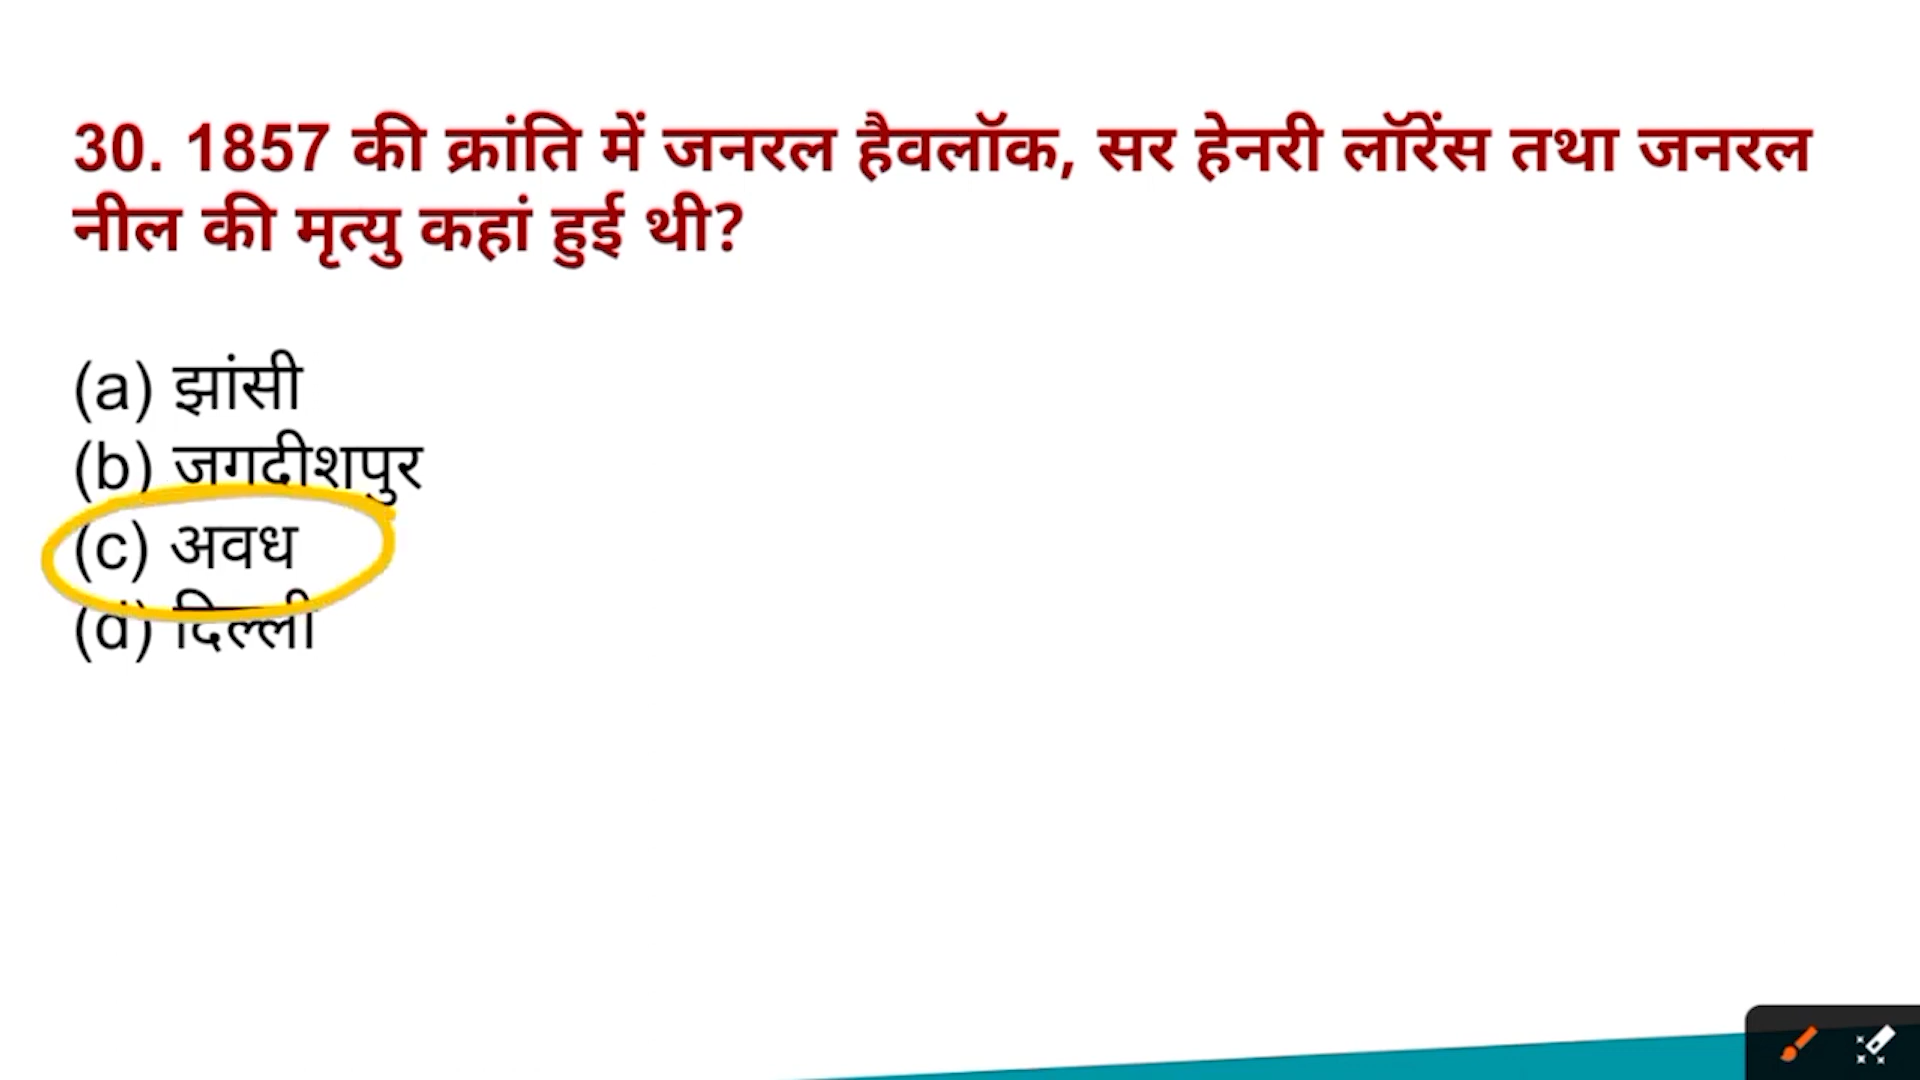 30. 1857 की क्रांति में जनरल हैवलॉक, सर हेनरी लॉरेंस तथा जनरल
नील की मृत्यु कहां हुई थी?
(a) झांसी
(b) जगदीशपुर
(c) अवध
(d) दिल्ली